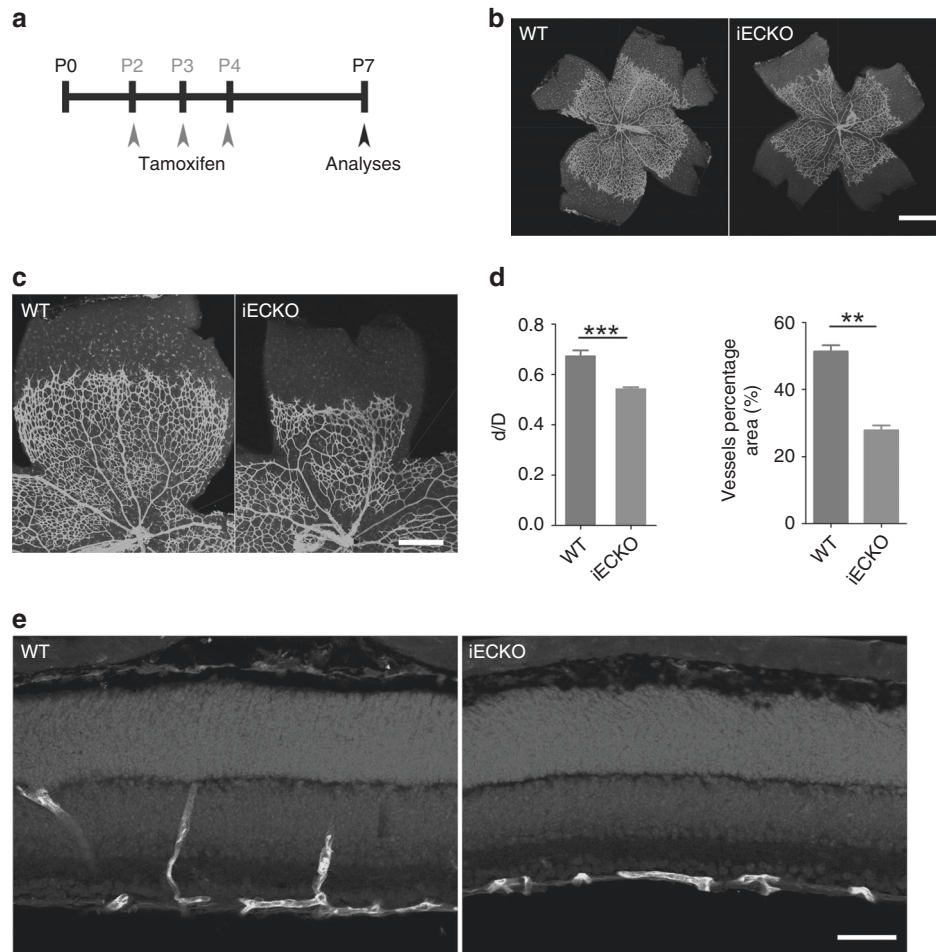 a
P0 P2 P3 P4 P7
Tamoxifen Analyses
b
WT iECKO
c
WT iECKO
d
0.8
0.6
0.4
0.2
0.0
d/D
***
WT
iECKO
60
40
20
0
Vessels percentage
area (%)
**
WT
iECKO
e
WT iECKO